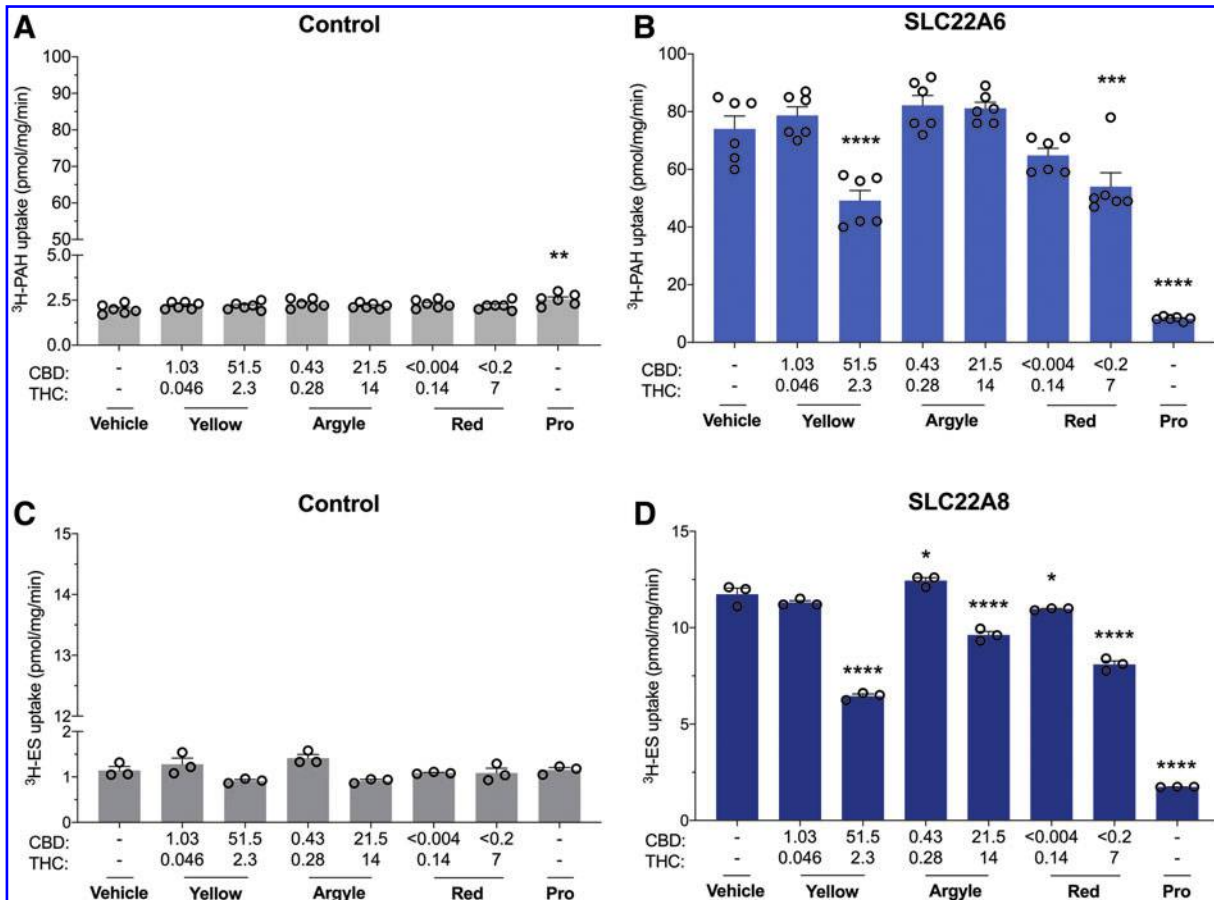 A
Control
³H-PAH uptake (pmol/mg/min)
100
90
80
70
60
50
5.0
2.5
0.0
**
CBD: - 1.03 51.5 0.43 21.5 <0.004 <0.2 -
THC: - 0.046 2.3 0.28 14 0.14 7 -
Vehicle Yellow Argyle Red Pro
B
SLC22A6
³H-PAH uptake (pmol/mg/min)
100
80
60
40
20
0
****
***
****
CBD: - 1.03 51.5 0.43 21.5 <0.004 <0.2 -
THC: - 0.046 2.3 0.28 14 0.14 7 -
Vehicle Yellow Argyle Red Pro
C
Control
³H-ES uptake (pmol/mg/min)
15
14
13
12
2
1
0
CBD: - 1.03 51.5 0.43 21.5 <0.004 <0.2 -
THC: - 0.046 2.3 0.28 14 0.14 7 -
Vehicle Yellow Argyle Red Pro
D
SLC22A8
³H-ES uptake (pmol/mg/min)
15
10
5
0
****
*
****
*
****
****
CBD: - 1.03 51.5 0.43 21.5 <0.004 <0.2 -
THC: - 0.046 2.3 0.28 14 0.14 7 -
Vehicle Yellow Argyle Red Pro